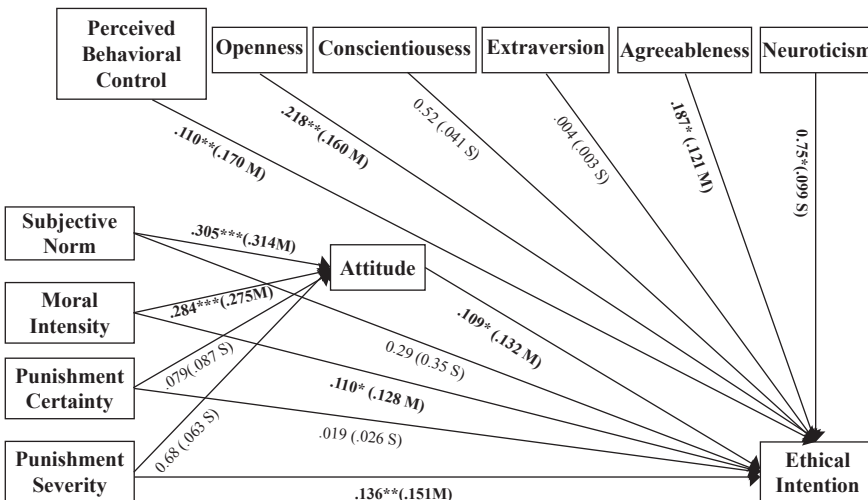 Perceived
Behavioral
Control
Openness
Conscientiousess
Extraversion
Agreeableness
Neuroticism
.110**(.170 M)
.218**(.160 M)
0.52 (.041 S)
.004 (.003 S)
.187* (.121 M)
0.75*(.099 S)
Subjective
Norm
.305***(.314M)
Attitude
Moral
Intensity
.284***(.275M)
.109* (.132 M)
0.29 (0.35 S)
Punishment
Certainty
.079(.087 S)
.110* (.128 M)
.019 (.026 S)
0.68 (.063 S)
Punishment
Severity
.136**(.151M)
Ethical
Intention